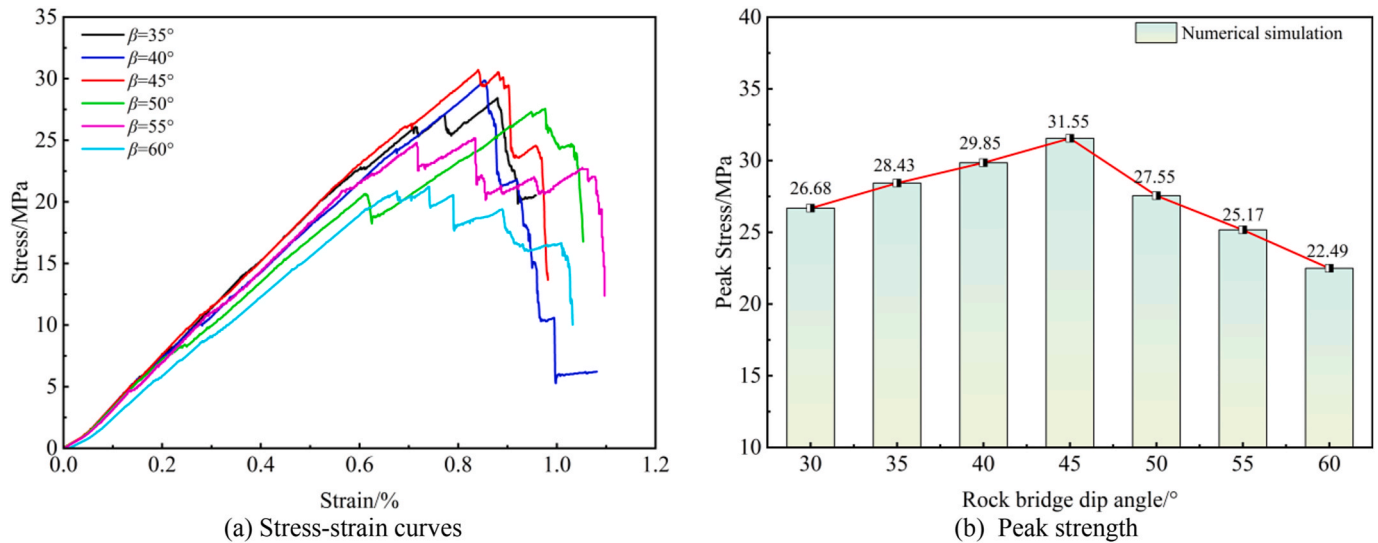 35
30
25
20
15
10
5
0
Stress/MPa
β=35°
β=40°
β=45°
β=50°
β=55°
β=60°
0.0 0.2 0.4 0.6 0.8 1.0 1.2
Strain/%
(a) Stress-strain curves
40
35
30
25
20
15
10
Peak Stress/MPa
Numerical simulation
26.68
28.43
29.85
31.55
27.55
25.17
22.49
30 35 40 45 50 55 60
Rock bridge dip angle/°
(b) Peak strength